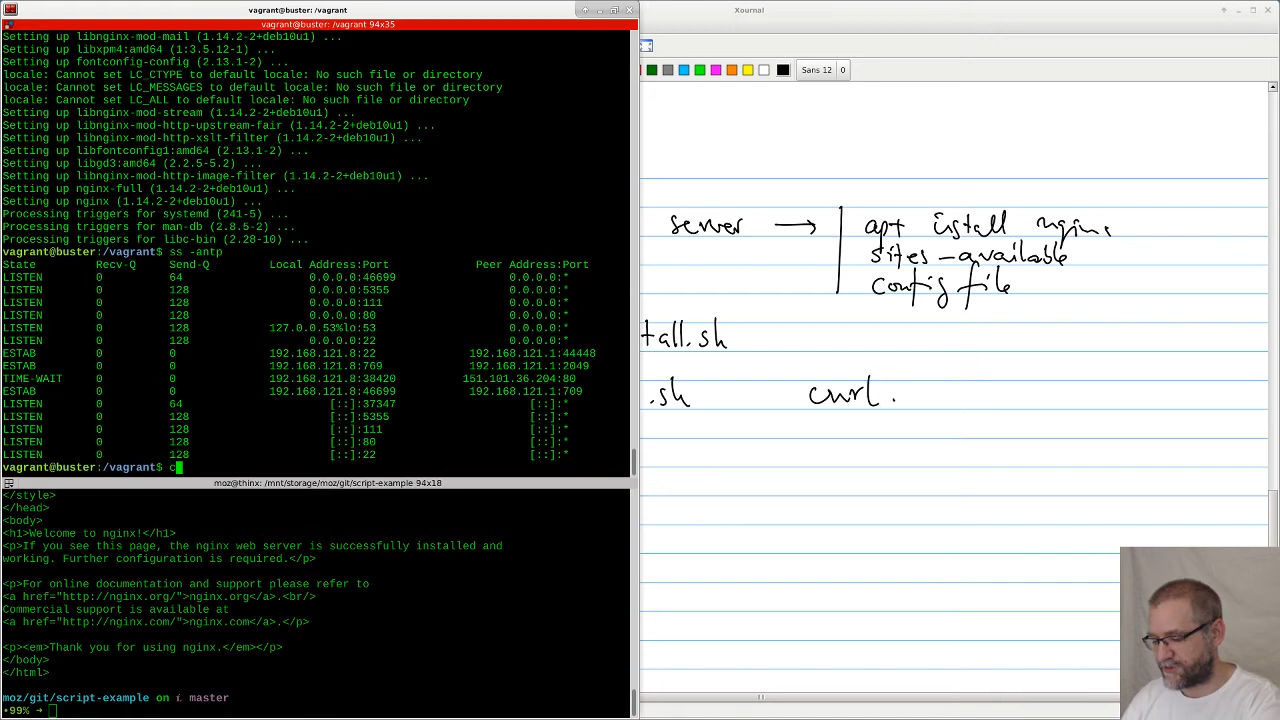 vagrant@buster: /vagrant
vagrant@buster: /vagrant 94x35
Setting up libnginx-mod-mail (1.14.2-2+deb10u1) ...
Setting up libxpm4:amd64 (1:3.5.12-1) ...
Setting up fontconfig-config (2.13.1-2) ...
locale: Cannot set LC_CTYPE to default locale: No such file or directory
locale: Cannot set LC_MESSAGES to default locale: No such file or directory
locale: Cannot set LC_ALL to default locale: No such file or directory
Setting up libnginx-mod-stream (1.14.2-2+deb10u1) ...
Setting up libnginx-mod-http-upstream-fair (1.14.2-2+deb10u1) ...
Setting up libnginx-mod-http-xslt-filter (1.14.2-2+deb10u1) ...
Setting up libfontconfig1:amd64 (2.13.1-2) ...
Setting up libgd3:amd64 (2.2.5-5.2) ...
Setting up libnginx-mod-http-image-filter (1.14.2-2+deb10u1) ...
Setting up nginx-full (1.14.2-2+deb10u1) ...
Setting up nginx (1.14.2-2+deb10u1) ...
Processing triggers for systemd (241-5) ...
Processing triggers for man-db (2.8.5-2) ...
Processing triggers for libc-bin (2.28-10) ...
vagrant@buster:/vagrant$ ss -antp
State Recv-Q Send-Q Local Address:Port Peer Address:Port
LISTEN 0 64 0.0.0.0:46699 0.0.0.0:*
LISTEN 0 128 0.0.0.0:5355 0.0.0.0:*
LISTEN 0 128 0.0.0.0:111 0.0.0.0:*
LISTEN 0 128 0.0.0.0:80 0.0.0.0:*
LISTEN 0 128 127.0.0.53%lo:53 0.0.0.0:*
LISTEN 0 128 0.0.0.0:22 0.0.0.0:*
ESTAB 0 0 192.168.121.8:22 192.168.121.1:44448
ESTAB 0 0 192.168.121.8:769 192.168.121.1:2049
TIME-WAIT 0 0 192.168.121.8:38420 151.101.36.204:80
ESTAB 0 0 192.168.121.8:46699 192.168.121.1:709
LISTEN 0 64 [::]:37347 [::]:*
LISTEN 0 128 [::]:5355 [::]:*
LISTEN 0 128 [::]:111 [::]:*
LISTEN 0 128 [::]:80 [::]:*
LISTEN 0 128 [::]:22 [::]:*
vagrant@buster:/vagrant$ c
moz@thinx: /mnt/storage/moz/git/script-example 94x18
</style>
</head>
<body>
<h1>Welcome to nginx!</h1>
<p>If you see this page, the nginx web server is successfully installed and
working. Further configuration is required.</p>
<p>For online documentation and support please refer to
<a href="http://nginx.org/">nginx.org</a>.<br/>
Commercial support is available at
<a href="http://nginx.com/">nginx.com</a>.</p>
<p><em>Thank you for using nginx.</em></p>
</body>
</html>
moz/git/script-example on master
•99% →
Xournal
Sans 12 0
server → apt install nginx
sites-available
config file
tall.sh
.sh curl.